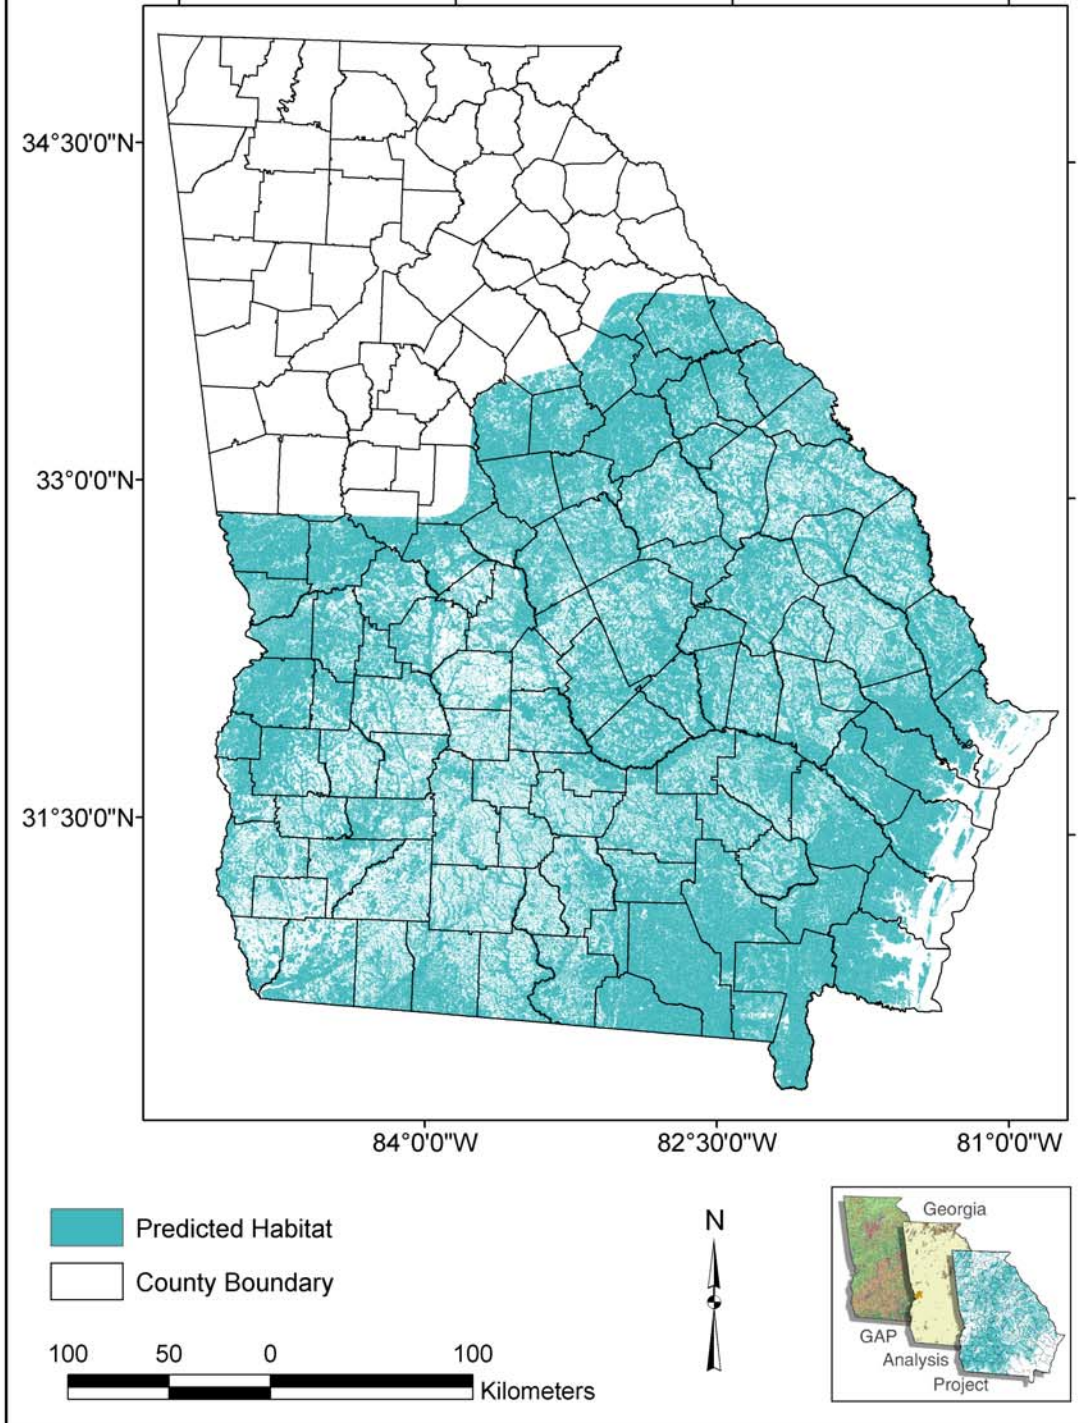 34°30'0"N
33°0'0"N
31°30'0"N
84°0'0"W 82°30'0"W 81°0'0"W
Predicted Habitat
County Boundary
N
100 50 0 100
Kilometers
Georgia
GAP
Analysis
Project